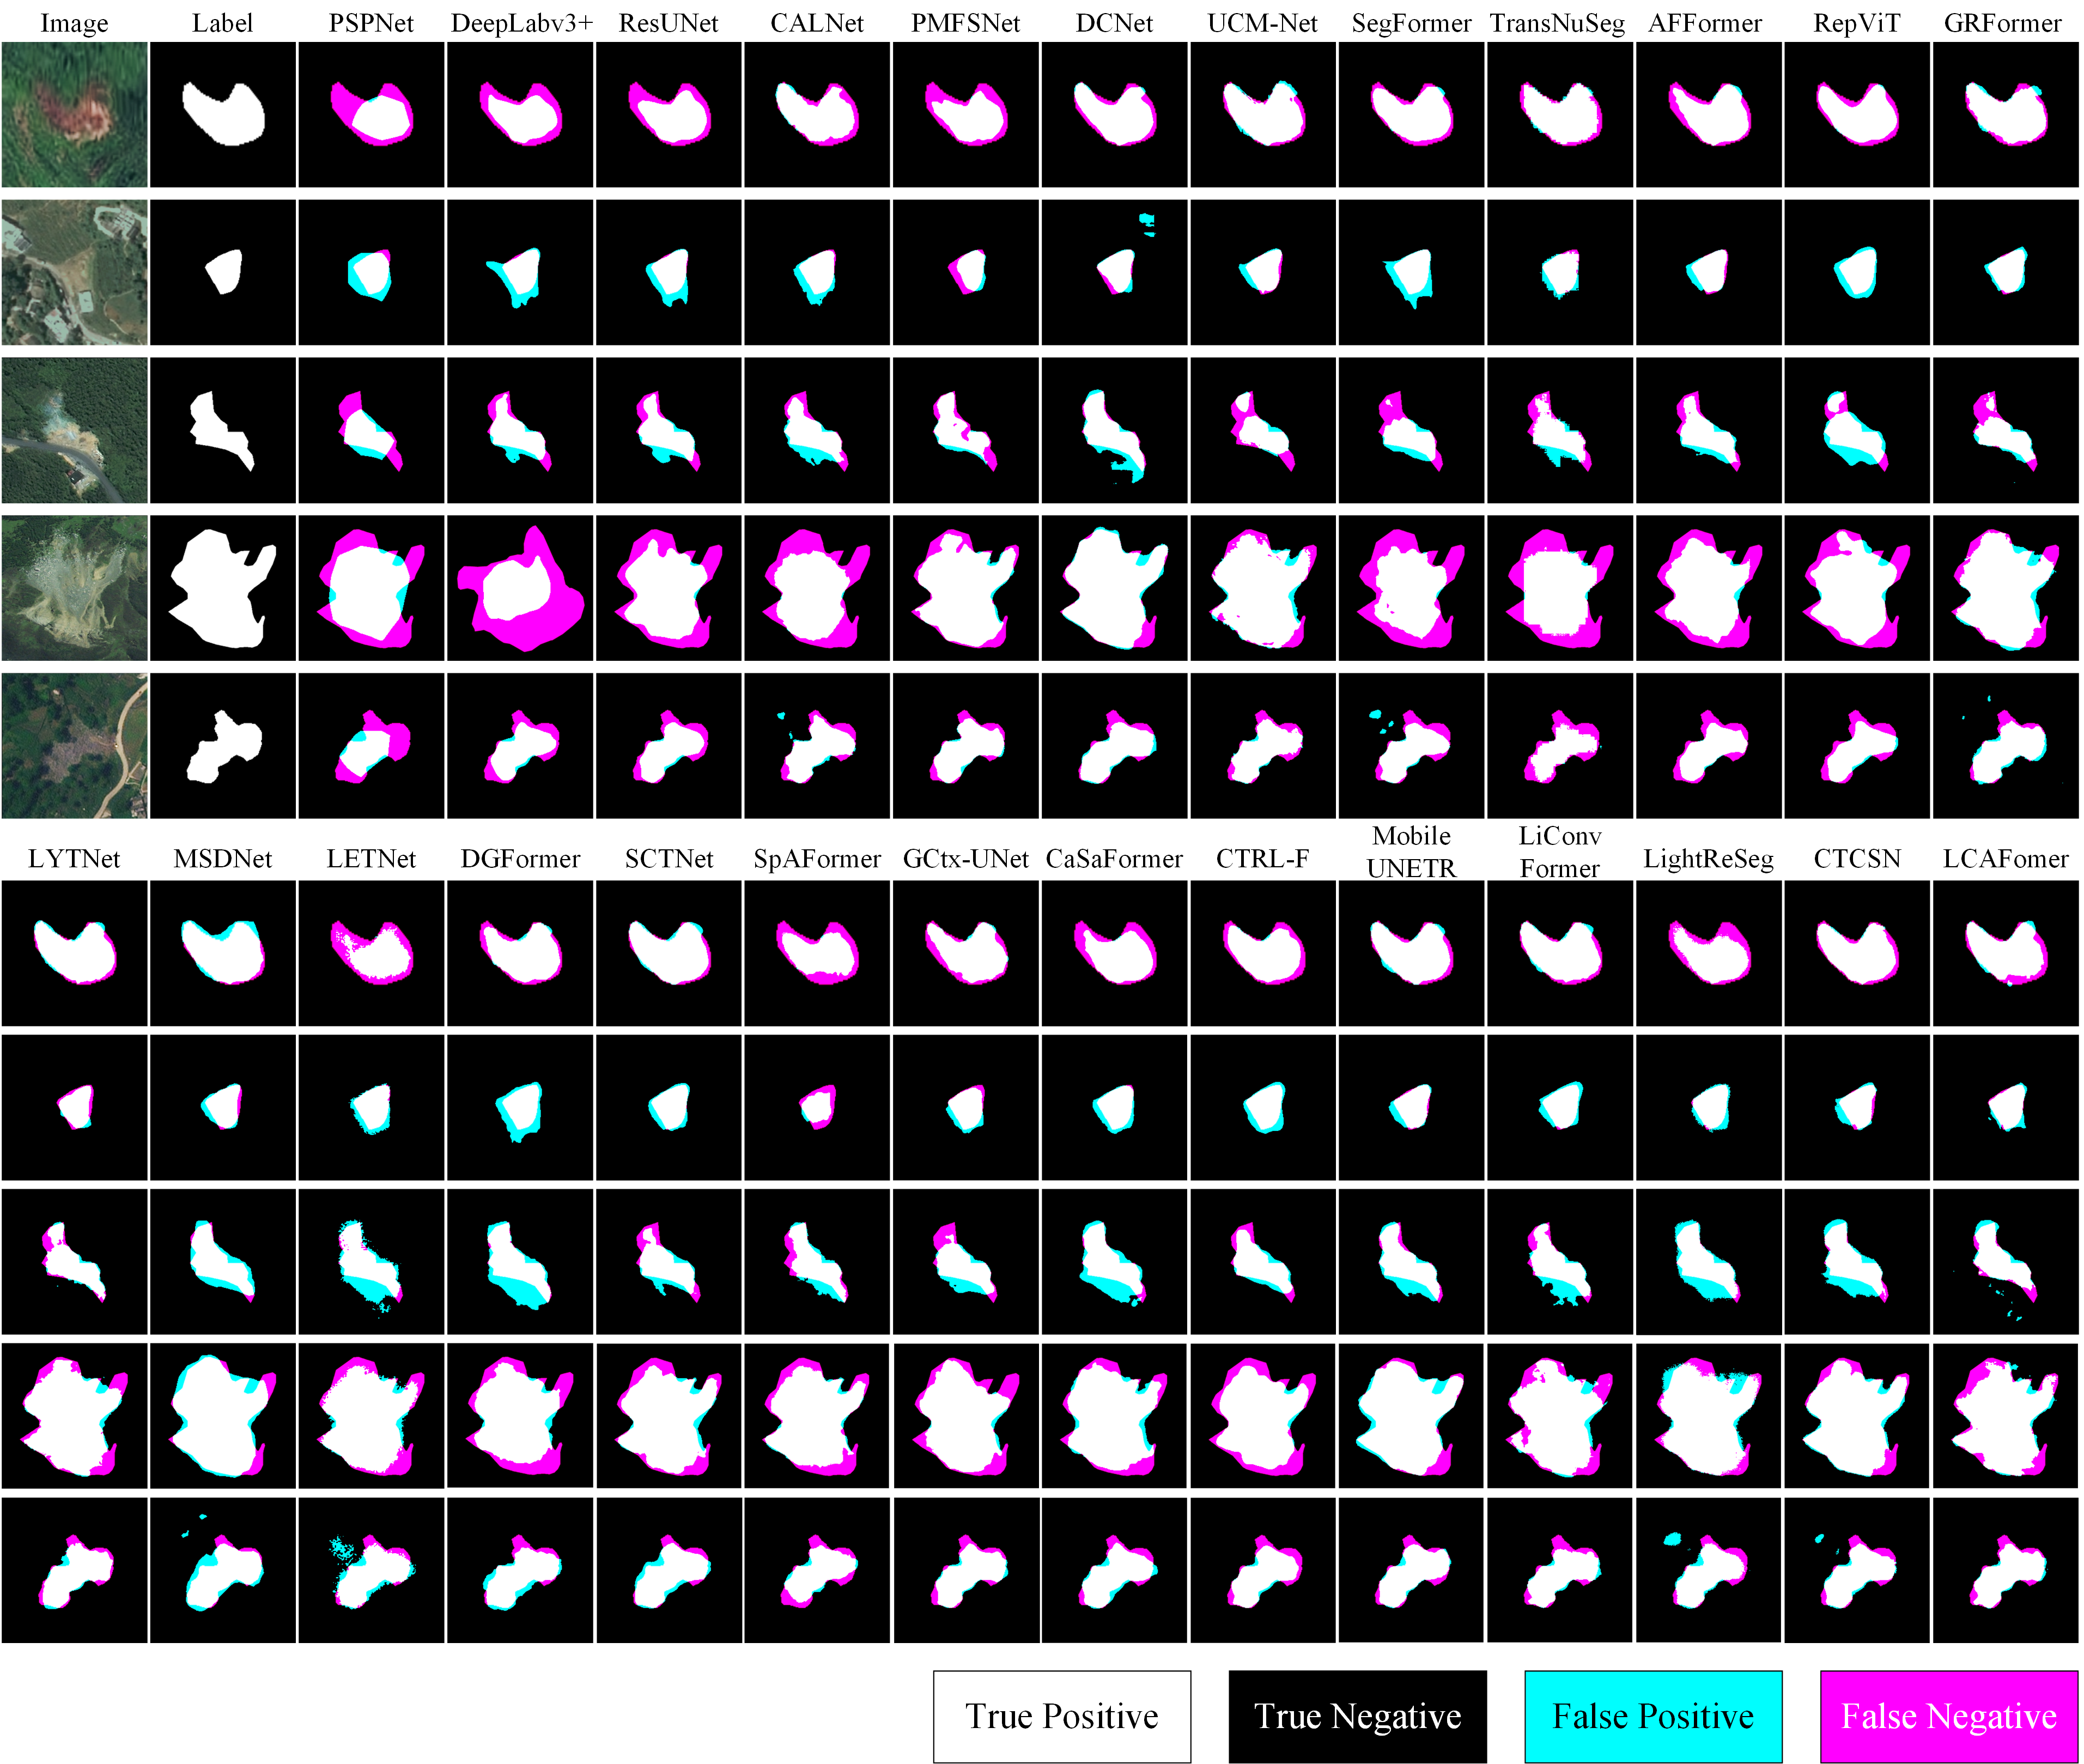 Image Label PSPNet DeepLabv3+ ResUNet CALNet PMFSNet DCNet UCM-Net SegFormer TransNuSeg AFFormer RepViT GRFormer
LYTNet MSDNet LETNet DGFormer SCTNet SpAFormer GCtx-UNet CaSaFormer CTRL-F Mobile UNETR LiConv Former LightReSeg CTCSN LCAFomer
True Positive True Negative False Positive False Negative